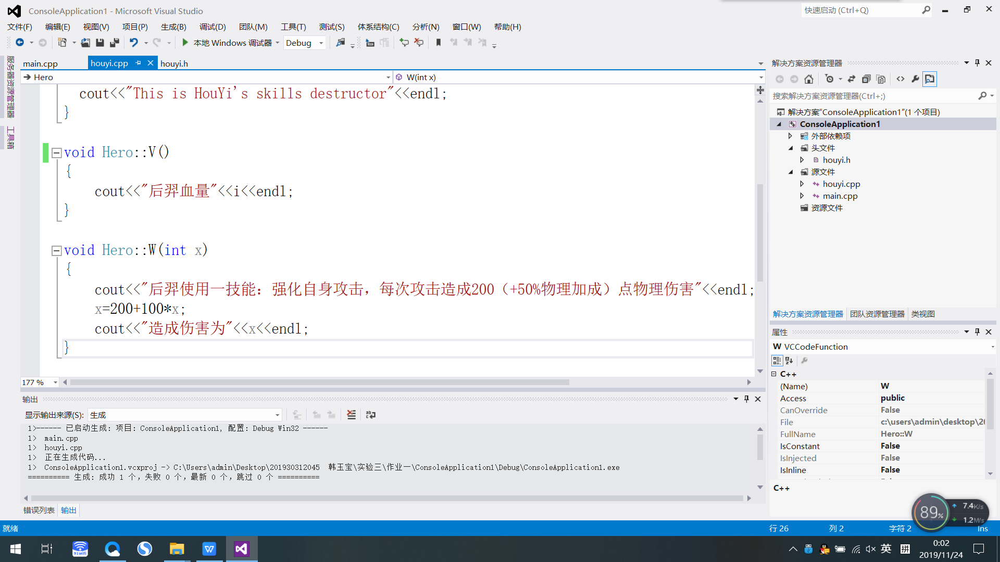 ConsoleApplication1 - Microsoft Visual Studio
快速启动 (Ctrl+Q)
文件(F) 编辑(E) 视图(V) 项目(P) 生成(B) 调试(D) 团队(M) 工具(T) 测试(S) 体系结构(C) 分析(N) 窗口(W) 帮助(H)
本地 Windows 调试器 Debug
服务器资源管理器
工具箱
main.cpp houyi.cpp houyi.h
Hero W(int x)
cout<<"This is HouYi's skills destructor"<<endl;
}
void Hero::V()
{
cout<<"后羿血量"<<i<<endl;
}
void Hero::W(int x)
{
cout<<"后羿使用一技能：强化自身攻击，每次攻击造成200（+50%物理加成）点物理伤害"<<endl;
x=200+100*x;
cout<<"造成伤害为"<<x<<endl;
}
177 %
输出
显示输出来源(S): 生成
1>------ 已启动生成: 项目: ConsoleApplication1, 配置: Debug Win32 ------
1> main.cpp
1> houyi.cpp
1> 正在生成代码...
1> ConsoleApplication1.vcxproj -> C:\Users\admin\Desktop\201930312045 韩玉宝\实验三\作业一\ConsoleApplication1\Debug\ConsoleApplication1.exe
========== 生成: 成功 1 个，失败 0 个，最新 0 个，跳过 0 个 ==========
错误列表 输出
解决方案资源管理器
搜索解决方案资源管理器(Ctrl+;)
解决方案"ConsoleApplication1"(1 个项目)
ConsoleApplication1
外部依赖项
头文件
houyi.h
源文件
houyi.cpp
main.cpp
资源文件
解决方案资源管理器 团队资源管理器 类视图
属性
W VCCodeFunction
C++
(Name) W
Access public
CanOverride False
File c:\users\admin\desktop\20
FullName Hero::W
IsConstant False
IsInjected False
IsInline False
C++
89% 7.4K/s
1.2M/s
就绪 行 26 列 2 字符 2 Ins
91wifi
英 拼
0:02
2019/11/24